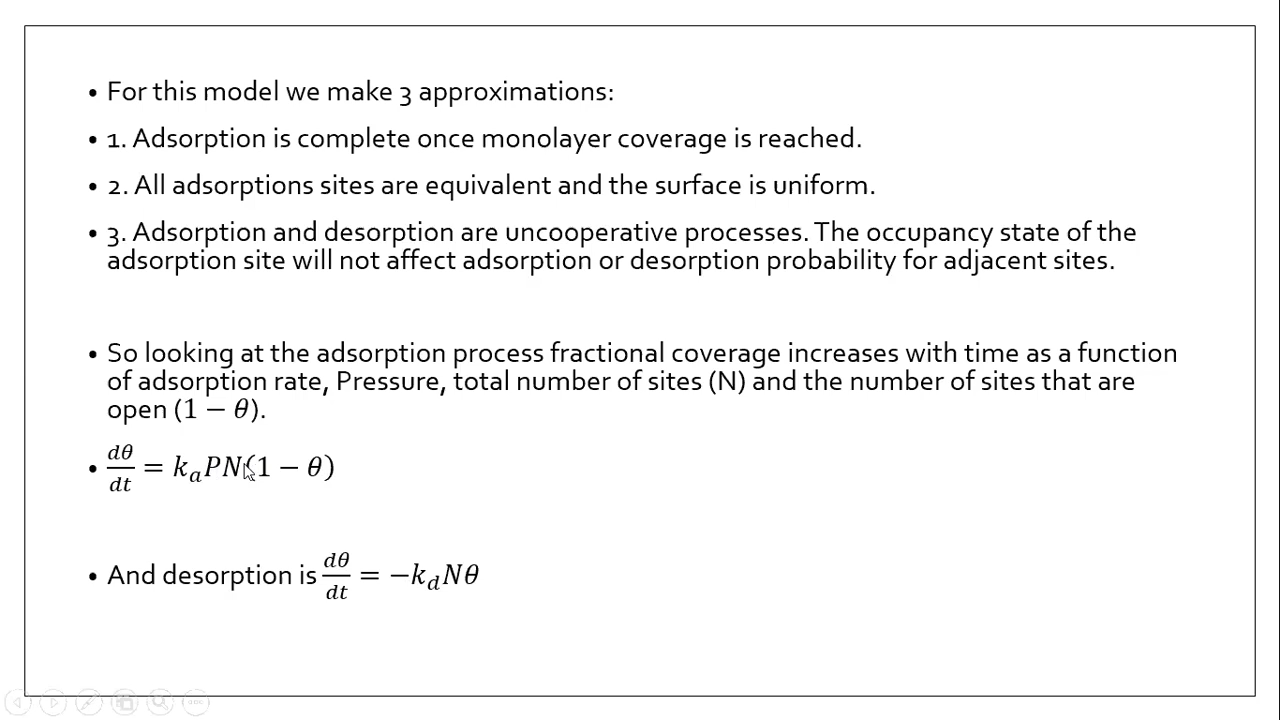 • For this model we make 3 approximations:
• 1. Adsorption is complete once monolayer coverage is reached.
• 2. All adsorptions sites are equivalent and the surface is uniform.
• 3. Adsorption and desorption are uncooperative processes. The occupancy state of the
adsorption site will not affect adsorption or desorption probability for adjacent sites.
• So looking at the adsorption process fractional coverage increases with time as a function
of adsorption rate, Pressure, total number of sites (N) and the number of sites that are
open (1 − θ).
• dθ/dt = kₐPN(1 − θ)
• And desorption is dθ/dt = −k_dNθ